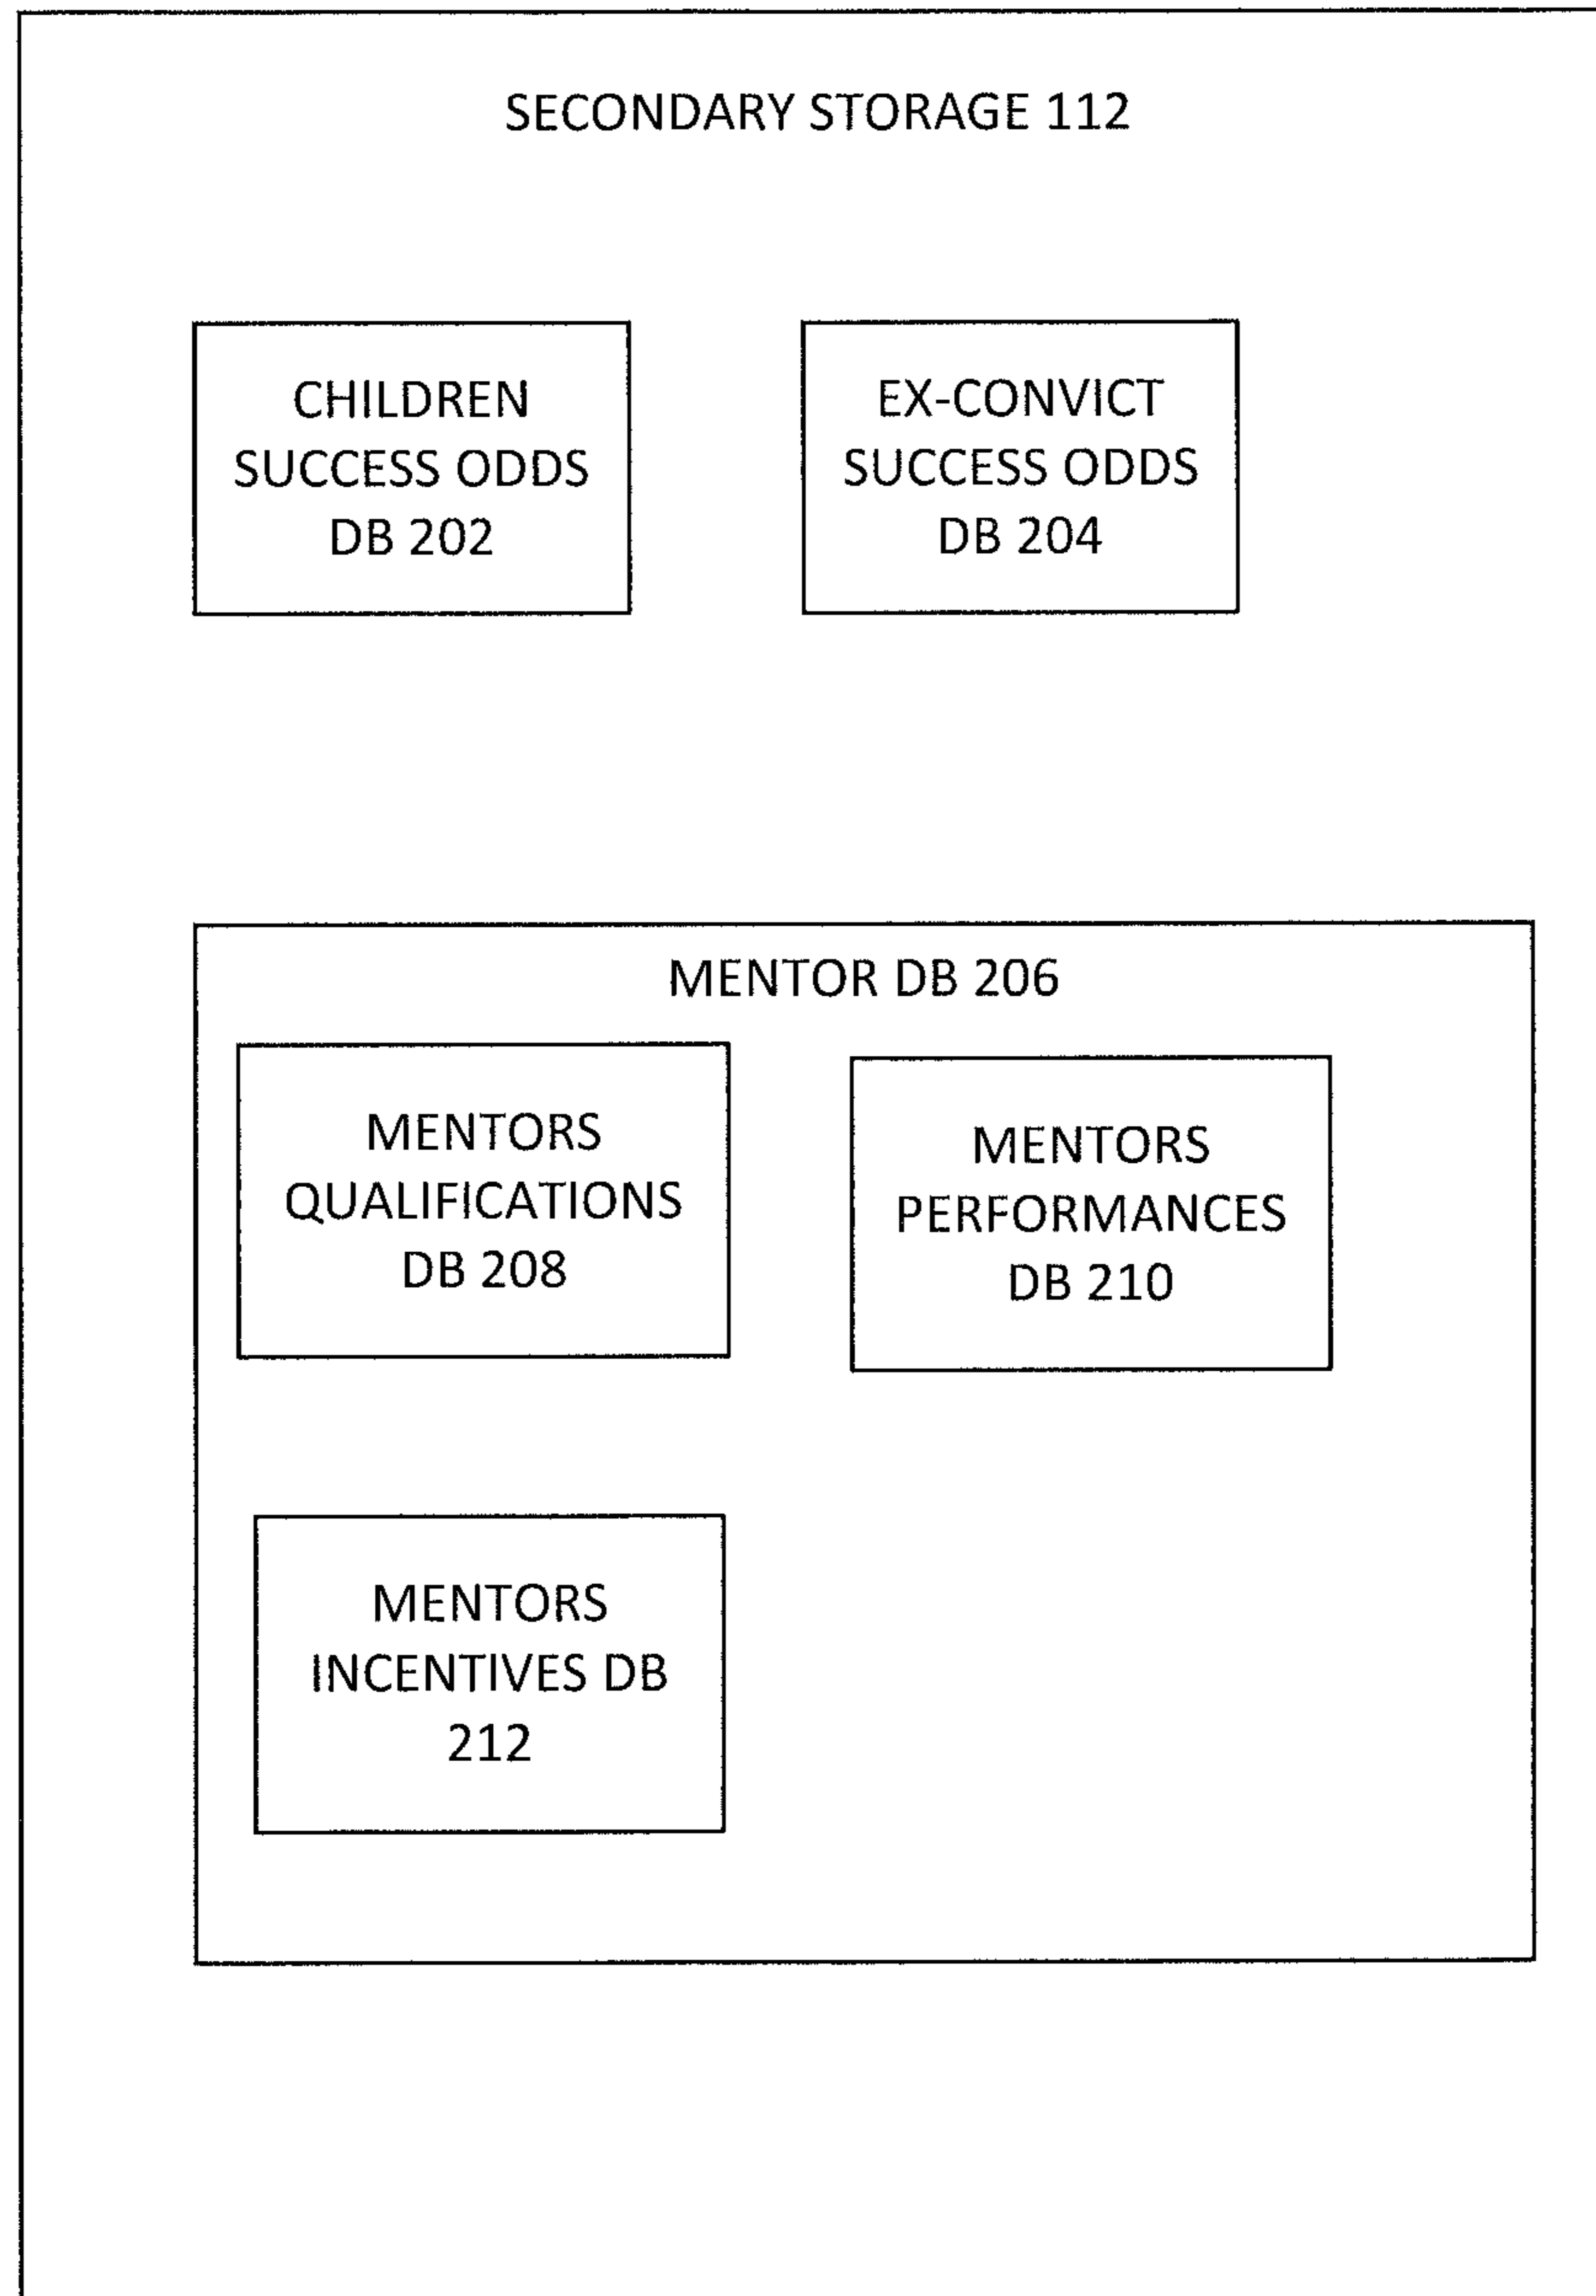 SECONDARY STORAGE 112
CHILDREN
SUCCESS ODDS
DB 202
EX-CONVICT
SUCCESS ODDS
DB 204
MENTOR DB 206
MENTORS
QUALIFICATIONS
DB 208
MENTORS
PERFORMANCES
DB 210
MENTORS
INCENTIVES DB
212